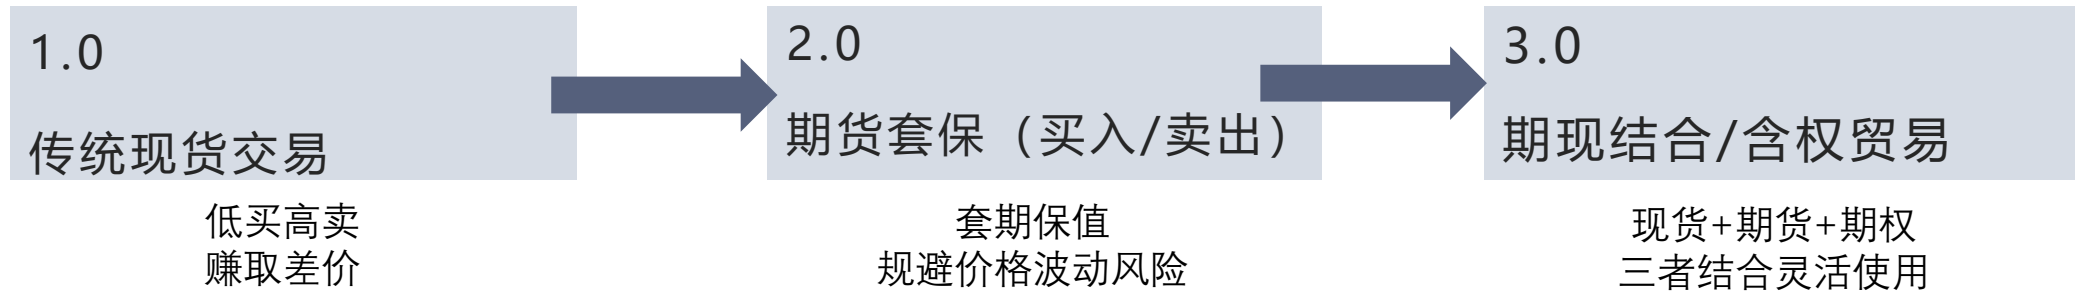 1.0
传统现货交易
低买高卖
赚取差价
2.0
期货套保（买入/卖出）
套期保值
规避价格波动风险
3.0
期现结合/含权贸易
现货+期货+期权
三者结合灵活使用